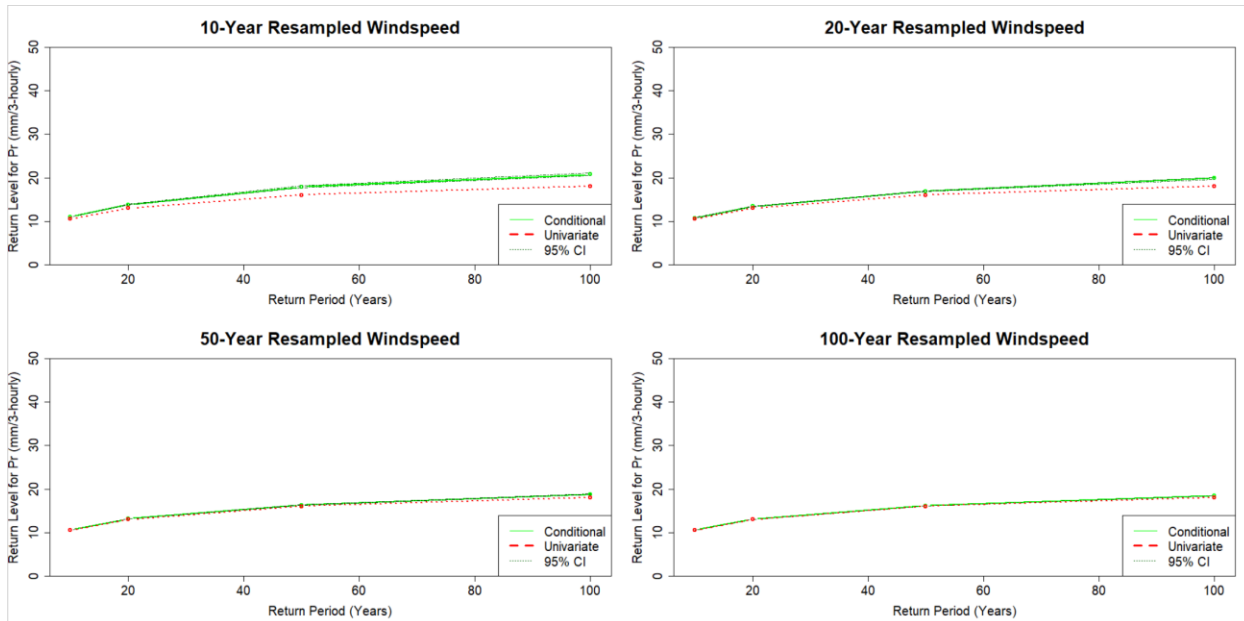 10-Year Resampled Windspeed
Return Level for Pr (mm/3-hourly)
50
40
30
20
10
0
Conditional
Univariate
95% CI
20 40 60 80 100
Return Period (Years)
20-Year Resampled Windspeed
Return Level for Pr (mm/3-hourly)
50
40
30
20
10
0
Conditional
Univariate
95% CI
20 40 60 80 100
Return Period (Years)
50-Year Resampled Windspeed
Return Level for Pr (mm/3-hourly)
50
40
30
20
10
0
Conditional
Univariate
95% CI
20 40 60 80 100
Return Period (Years)
100-Year Resampled Windspeed
Return Level for Pr (mm/3-hourly)
50
40
30
20
10
0
Conditional
Univariate
95% CI
20 40 60 80 100
Return Period (Years)